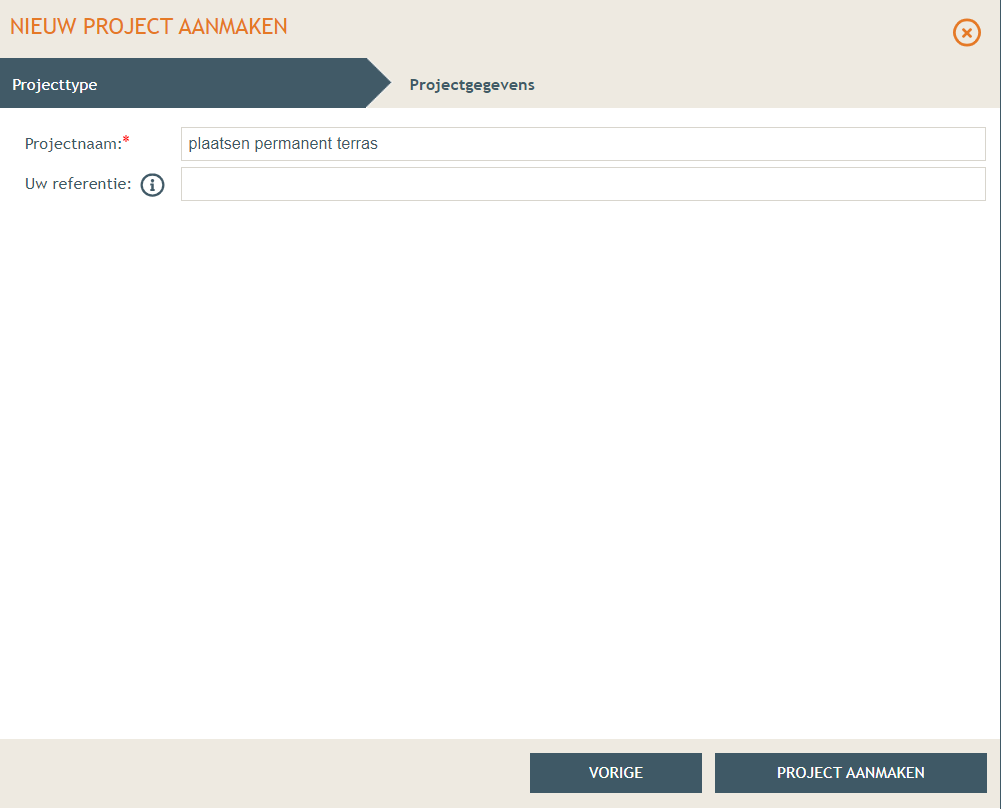 NIEUW PROJECT AANMAKEN
Projecttype Projectgegevens
Projectnaam:* plaatsen permanent terras
Uw referentie:
VORIGE PROJECT AANMAKEN